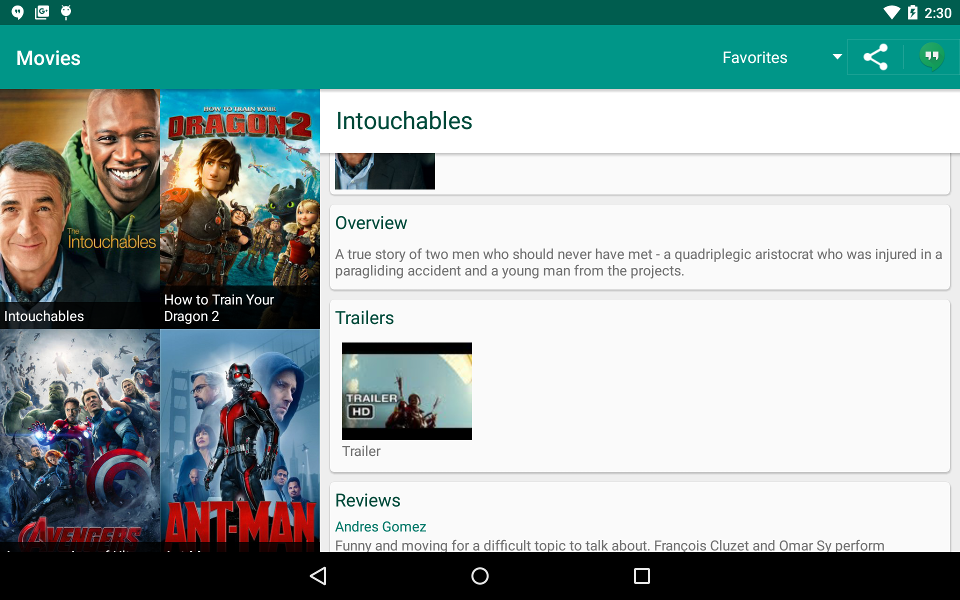 2:30
Movies
Favorites
The
Intouchables
Intouchables
HOW TO TRAIN YOUR
DRAGON 2
How to Train Your
Dragon 2
AVENGERS
ANT-MAN
Intouchables
Overview
A true story of two men who should never have met - a quadriplegic aristocrat who was injured in a
paragliding accident and a young man from the projects.
Trailers
TRAILER
HD
Trailer
Reviews
Andres Gomez
Funny and moving for a difficult topic to talk about. François Cluzet and Omar Sy perform